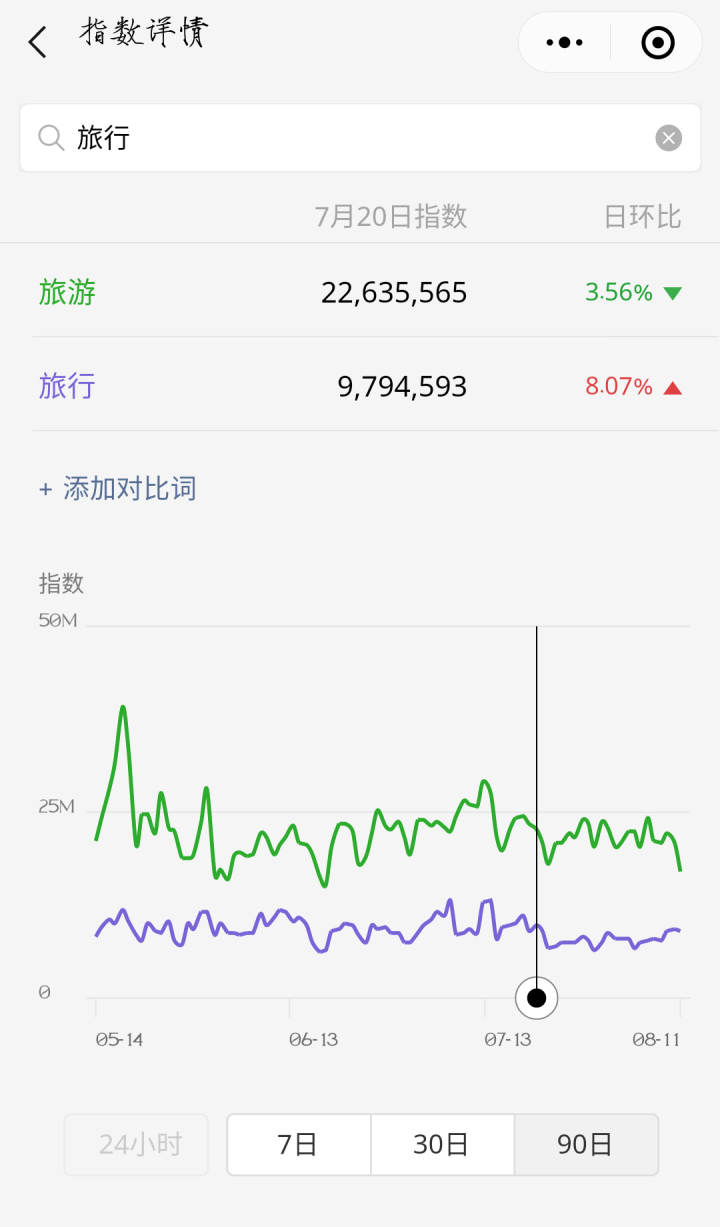 指数详情
旅行
7月20日指数 日环比
旅游 22,635,565 3.56%
旅行 9,794,593 8.07%
+ 添加对比词
指数
50M
25M
0
05-14 06-13 07-13 08-11
24小时 7日 30日 90日